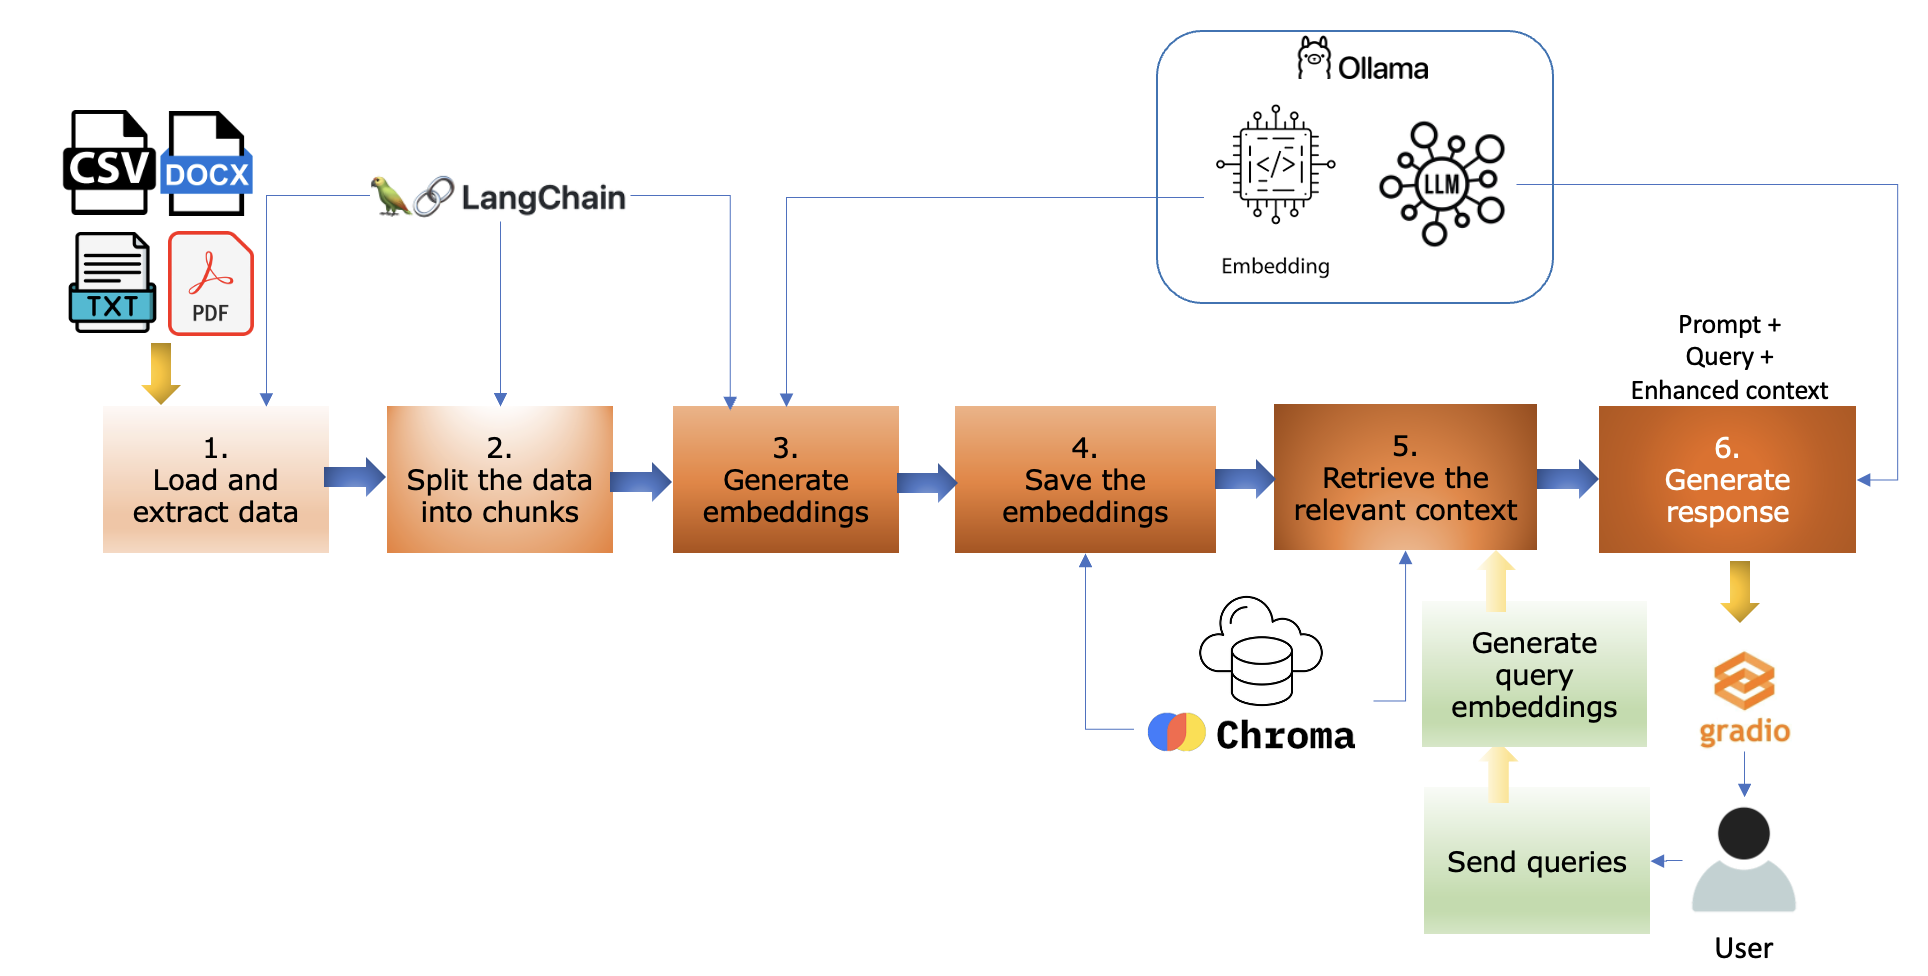 Ollama
</>
LLM
Embedding
CSV
DOCX
TXT
PDF
LangChain
Prompt +
Query +
Enhanced context
1.
Load and
extract data
2.
Split the data
into chunks
3.
Generate
embeddings
4.
Save the
embeddings
5.
Retrieve the
relevant context
6.
Generate
response
Chroma
Generate
query
embeddings
gradio
Send queries
User